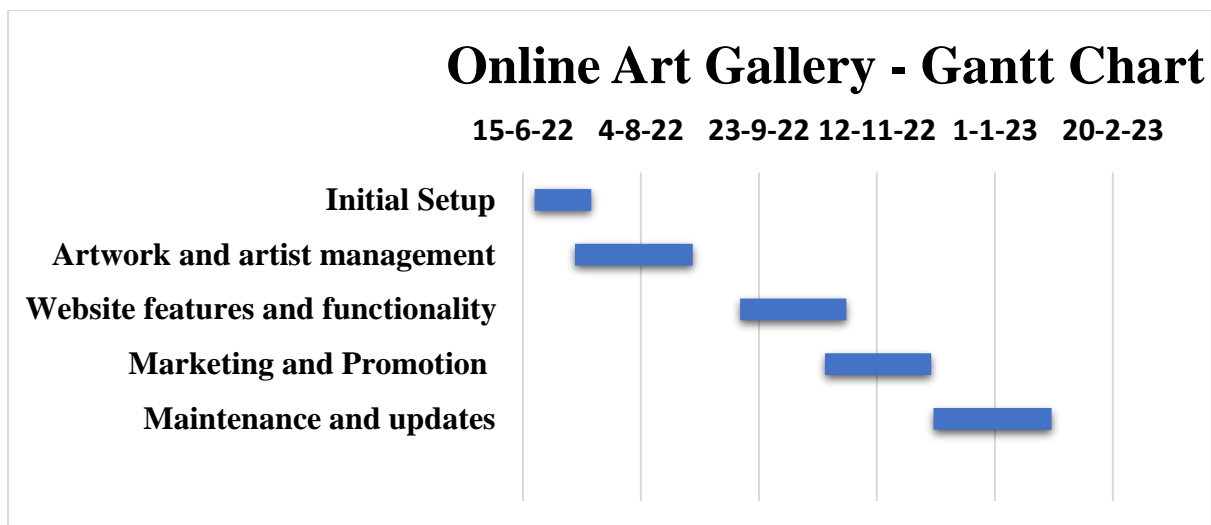 Online Art Gallery - Gantt Chart
15-6-22 4-8-22 23-9-22 12-11-22 1-1-23 20-2-23
Initial Setup
Artwork and artist management
Website features and functionality
Marketing and Promotion
Maintenance and updates